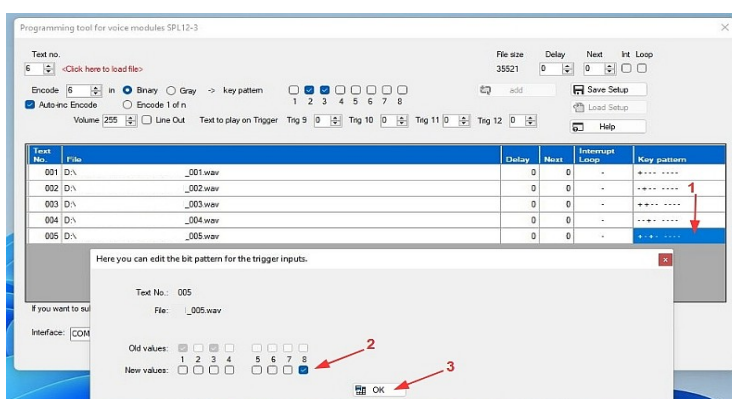 Programming tool for voice modules SPL12-3
Text no. File size Delay Next Int Loop
6 <Click here to load file> 35521 0 0
Encode 6 in Binary Gray -> key pattern add Save Setup
1 2 3 4 5 6 7 8
Auto-inc Encode Encode 1 of n Load Setup
Volume 255 Line Out Text to play on Trigger Trig 9 0 Trig 10 0 Trig 11 0 Trig 12 0 Help
Text No. File Delay Next Interrupt Loop Key pattern
001 D:\ _001.wav 0 0 - +--- ----
1
002 D:\ _002.wav 0 0 - -+-- ----
003 D:\ _003.wav 0 0 - ++-- ----
004 D:\ _004.wav 0 0 - --+- ----
005 D:\ _005.wav 0 0 - +-+- ----
Here you can edit the bit pattern for the trigger inputs.
Text No.: 005
If you want to sul
File: _005.wav
Interface: COM
Old values:
2
1 2 3 4 5 6 7 8
New values:
3
OK